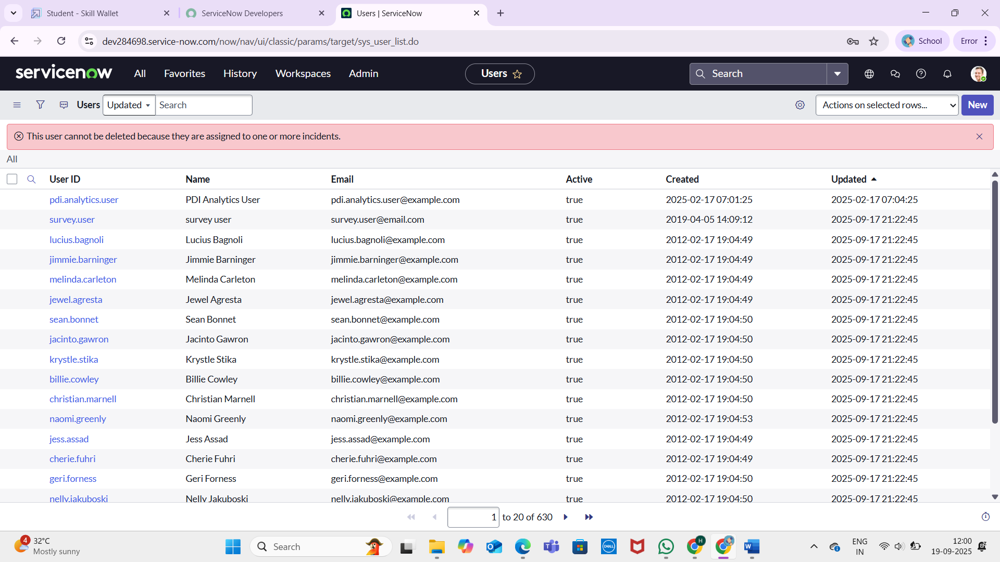 Student - Skill Wallet
ServiceNow Developers
Users | ServiceNow
dev284698.service-now.com/now/nav/ui/classic/params/target/sys_user_list.do
School
Error
servicenow
All
Favorites
History
Workspaces
Admin
Users
Search
Users
Updated
Search
Actions on selected rows...
New
This user cannot be deleted because they are assigned to one or more incidents.
All
User ID Name Email Active Created Updated
pdi.analytics.user PDI Analytics User pdi.analytics.user@example.com true 2025-02-17 07:01:25 2025-02-17 07:04:25
survey.user survey user survey.user@email.com true 2019-04-05 14:09:12 2025-09-17 21:22:45
lucius.bagnoli Lucius Bagnoli lucius.bagnoli@example.com true 2012-02-17 19:04:49 2025-09-17 21:22:45
jimmie.barninger Jimmie Barninger jimmie.barninger@example.com true 2012-02-17 19:04:49 2025-09-17 21:22:45
melinda.carleton Melinda Carleton melinda.carleton@example.com true 2012-02-17 19:04:49 2025-09-17 21:22:45
jewel.agresta Jewel Agresta jewel.agresta@example.com true 2012-02-17 19:04:49 2025-09-17 21:22:45
sean.bonnet Sean Bonnet sean.bonnet@example.com true 2012-02-17 19:04:50 2025-09-17 21:22:45
jacinto.gawron Jacinto Gawron jacinto.gawron@example.com true 2012-02-17 19:04:50 2025-09-17 21:22:45
krystle.stika Krystle Stika krystle.stika@example.com true 2012-02-17 19:04:50 2025-09-17 21:22:45
billie.cowley Billie Cowley billie.cowley@example.com true 2012-02-17 19:04:50 2025-09-17 21:22:45
christian.marnell Christian Marnell christian.marnell@example.com true 2012-02-17 19:04:50 2025-09-17 21:22:45
naomi.greenly Naomi Greenly naomi.greenly@example.com true 2012-02-17 19:04:53 2025-09-17 21:22:45
jess.assad Jess Assad jess.assad@example.com true 2012-02-17 19:04:49 2025-09-17 21:22:45
cherie.fuhri Cherie Fuhri cherie.fuhri@example.com true 2012-02-17 19:04:49 2025-09-17 21:22:45
geri.forness Geri Forness geri.forness@example.com true 2012-02-17 19:04:50 2025-09-17 21:22:45
nelly.jakuboski Nelly Jakuboski nelly.jakuboski@example.com true 2012-02-17 19:04:50 2025-09-17 21:22:45
1 to 20 of 630
4
32°C
Mostly sunny
Search
DELL
H
ENG
IN
12:00
19-09-2025